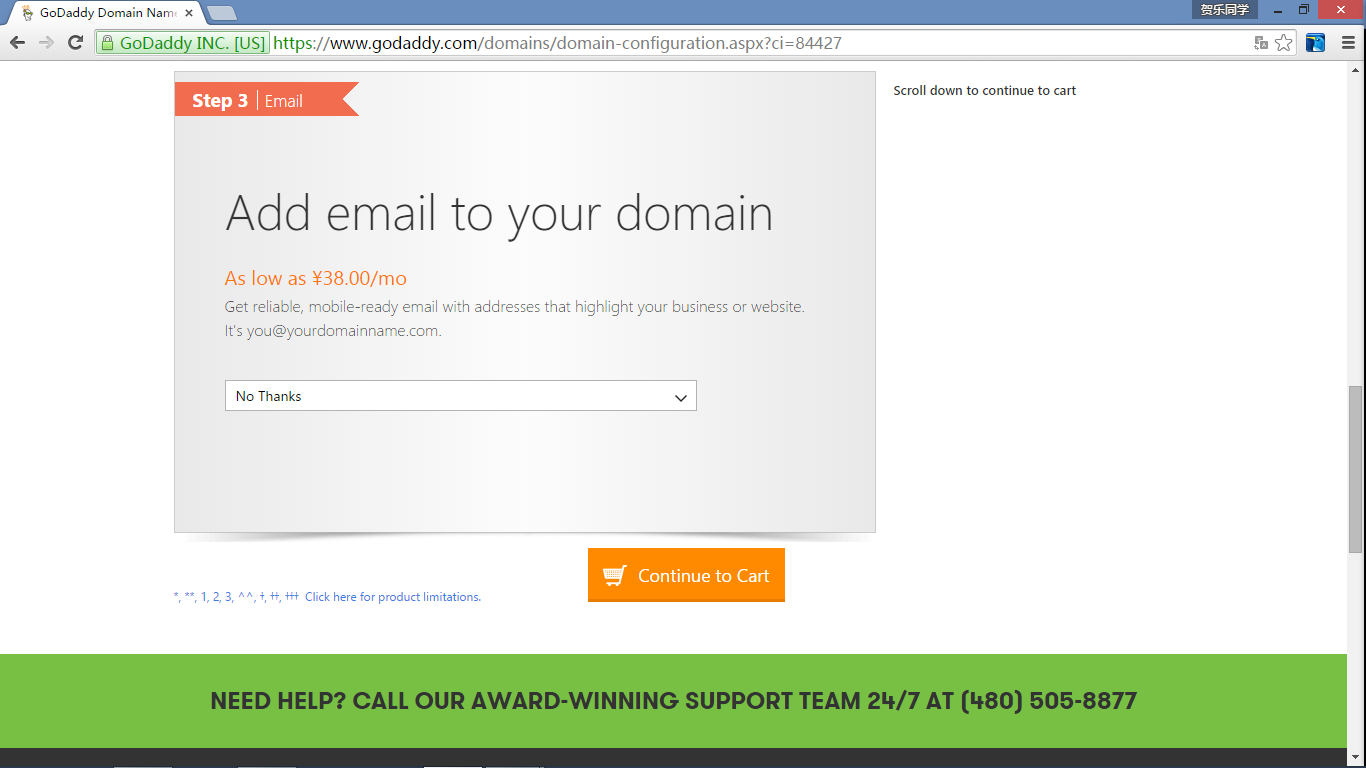 GoDaddy Domain Nam
贺乐同学
GoDaddy INC. [US] https://www.godaddy.com/domains/domain-configuration.aspx?ci=84427
Step 3 | Email
Scroll down to continue to cart
Add email to your domain
As low as ¥38.00/mo
Get reliable, mobile-ready email with addresses that highlight your business or website.
It's you@yourdomainname.com.
No Thanks
Continue to Cart
*, **, 1, 2, 3, ^^, †, ††, ††† Click here for product limitations.
NEED HELP? CALL OUR AWARD-WINNING SUPPORT TEAM 24/7 AT (480) 505-8877